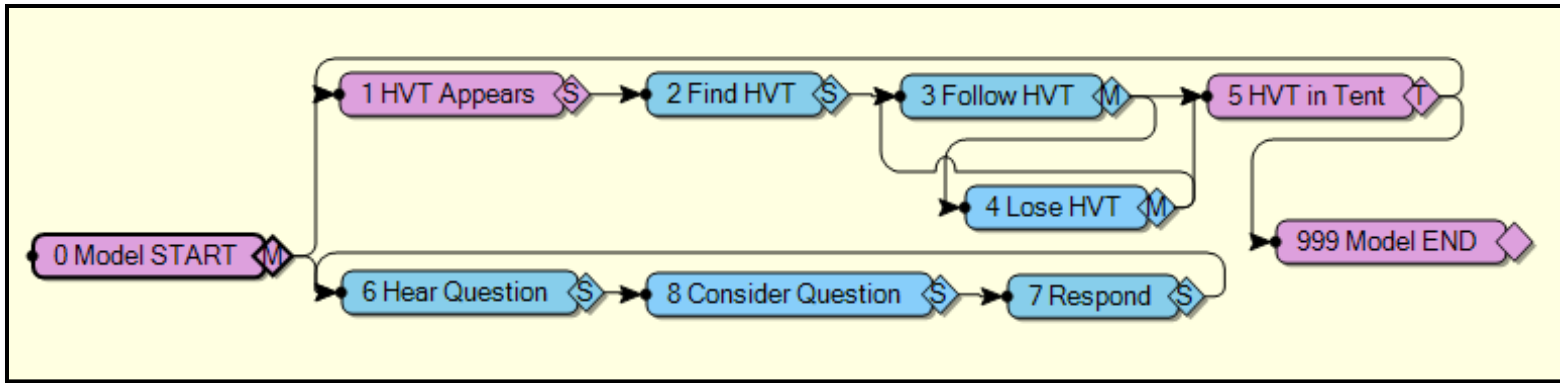 1 HVT Appears S
2 Find HVT S
3 Follow HVT M
5 HVT in Tent T
4 Lose HVT M
0 Model START M
999 Model END
6 Hear Question S
8 Consider Question S
7 Respond S